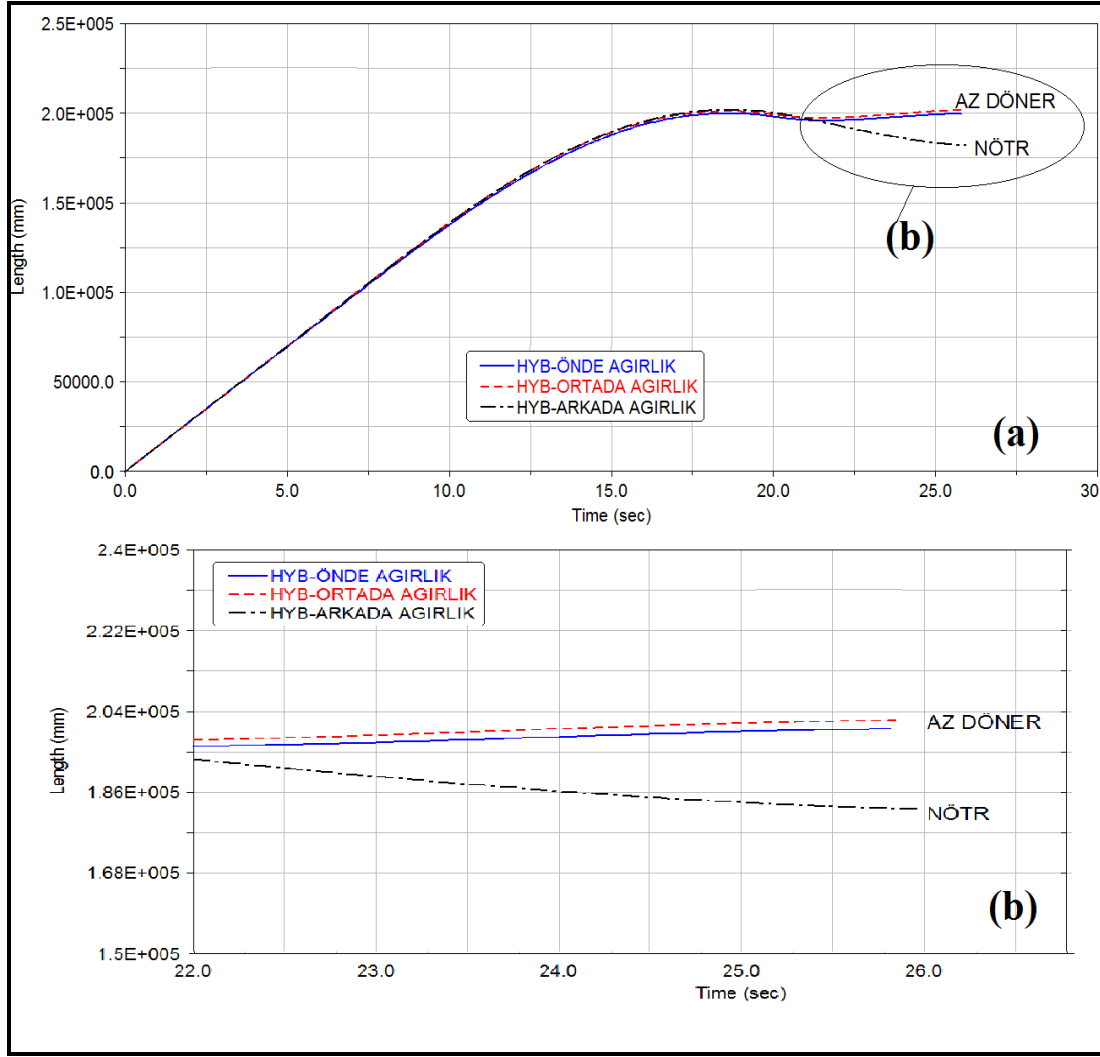 2.5E+005
2.0E+005
1.5E+005
1.0E+005
50000.0
0.0
Length (mm)
0.0 5.0 10.0 15.0 20.0 25.0 30
Time (sec)
AZ DÖNER
NÖTR
(b)
HYB-ÖNDE AGIRLIK
HYB-ORTADA AGIRLIK
HYB-ARKADA AGIRLIK
(a)
2.4E+005
2.22E+005
2.04E+005
1.86E+005
1.68E+005
1.5E+005
Length (mm)
HYB-ÖNDE AGIRLIK
HYB-ORTADA AGIRLIK
HYB-ARKADA AGIRLIK
AZ DÖNER
NÖTR
(b)
22.0 23.0 24.0 25.0 26.0
Time (sec)